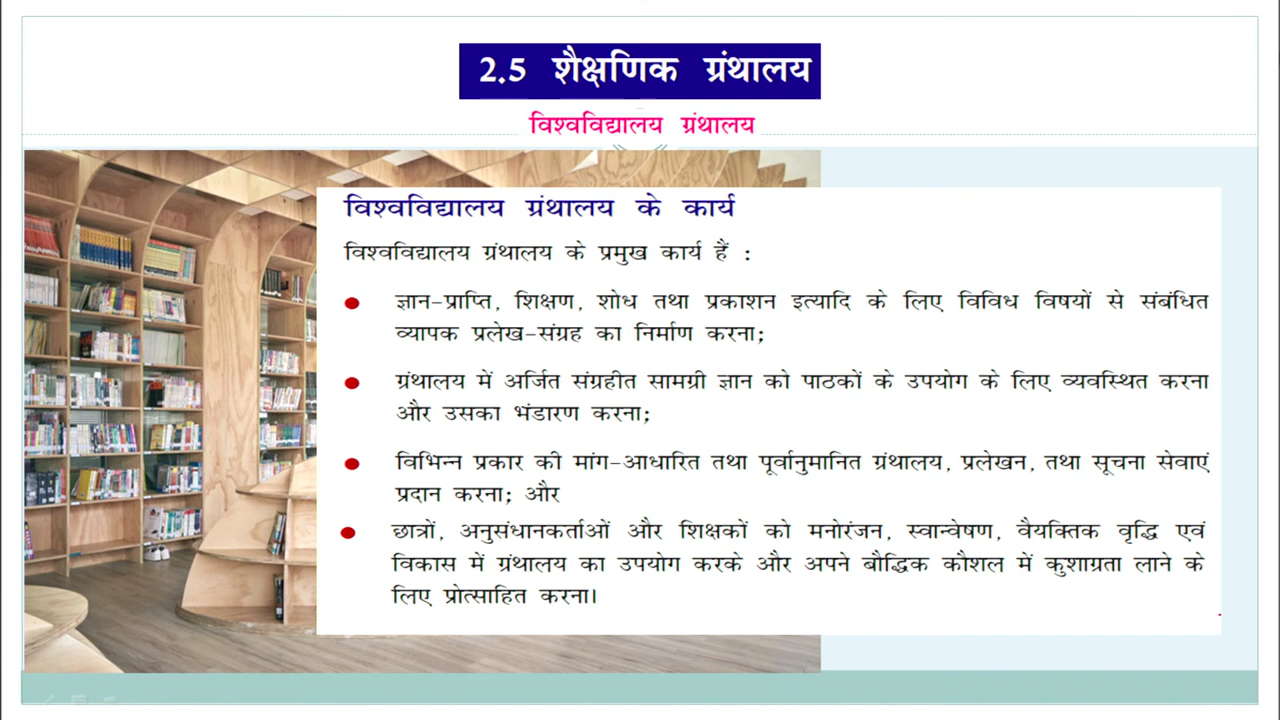 2.5 शैक्षणिक ग्रंथालय
विश्वविद्यालय ग्रंथालय
विश्वविद्यालय ग्रंथालय के कार्य
विश्वविद्यालय ग्रंथालय के प्रमुख कार्य हैं :
● ज्ञान-प्राप्ति, शिक्षण, शोध तथा प्रकाशन इत्यादि के लिए विविध विषयों से संबंधित
व्यापक प्रलेख-संग्रह का निर्माण करना;
● ग्रंथालय में अर्जित संग्रहीत सामग्री ज्ञान को पाठकों के उपयोग के लिए व्यवस्थित करना
और उसका भंडारण करना;
● विभिन्न प्रकार की मांग-आधारित तथा पूर्वानुमानित ग्रंथालय, प्रलेखन, तथा सूचना सेवाएं
प्रदान करना; और
● छात्रों, अनुसंधानकर्ताओं और शिक्षकों को मनोरंजन, स्वान्वेषण, वैयक्तिक वृद्धि एवं
विकास में ग्रंथालय का उपयोग करके और अपने बौद्धिक कौशल में कुशाग्रता लाने के
लिए प्रोत्साहित करना।